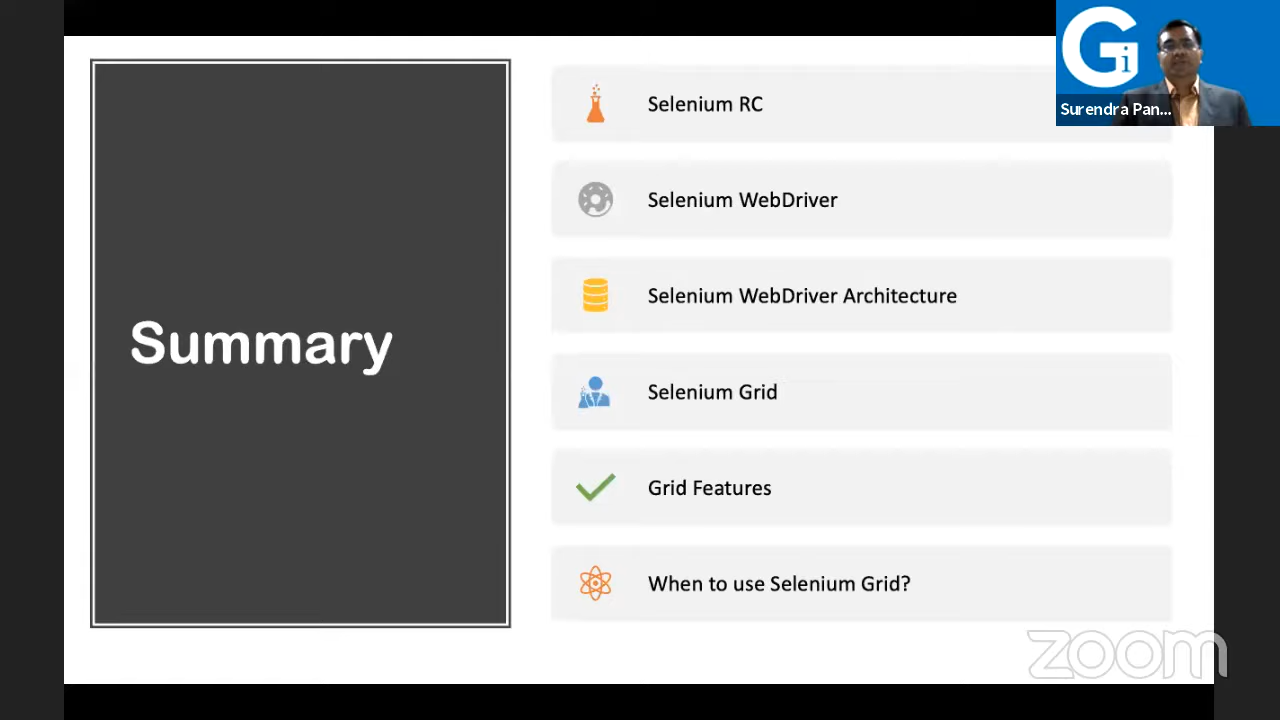 Summary
Selenium RC
Selenium WebDriver
Selenium WebDriver Architecture
Selenium Grid
Grid Features
When to use Selenium Grid?
Gi
Surendra Pan...
zoom